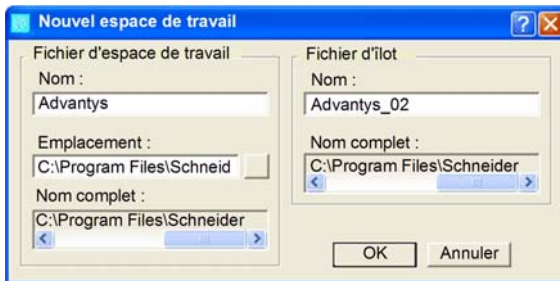 Nouvel espace de travail
Fichier d'espace de travail
Nom :
Advantys
Emplacement :
C:\Program Files\Schneid
Nom complet :
C:\Program Files\Schneider
Fichier d'îlot
Nom :
Advantys_02
Nom complet :
C:\Program Files\Schneider
OK
Annuler